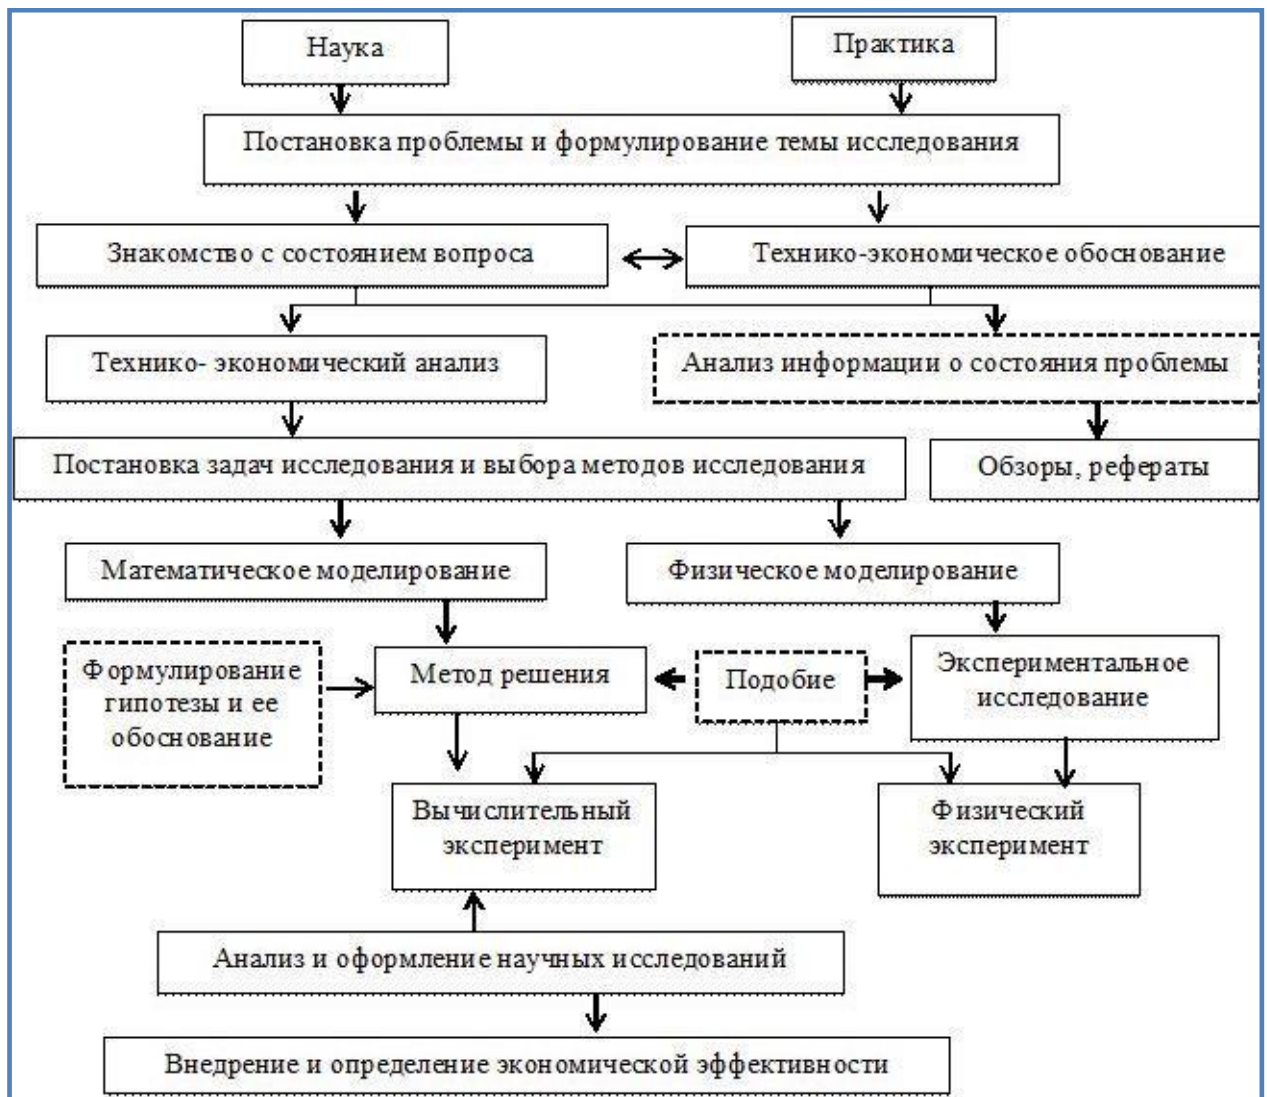 Наука
Практика
Постановка проблемы и формулирование темы исследования
Знакомство с состоянием вопроса
Технико-экономическое обоснование
Технико- экономический анализ
Анализ информации о состояния проблемы
Постановка задач исследования и выбора методов исследования
Обзоры, рефераты
Математическое моделирование
Физическое моделирование
Формулирование
гипотезы и ее
обоснование
Метод решения
Подобие
Экспериментальное
исследование
Вычислительный
эксперимент
Физический
эксперимент
Анализ и оформление научных исследований
Внедрение и определение экономической эффективности